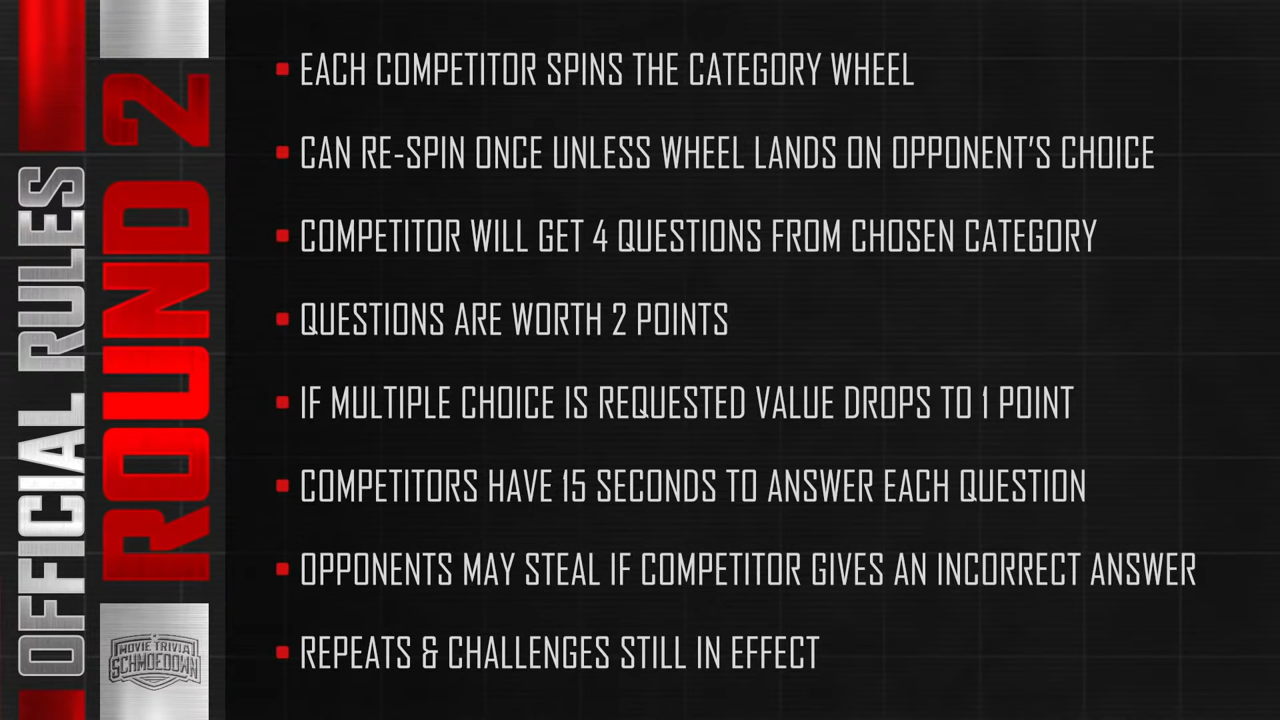 OFFICIAL RULES
ROUND 2
MOVIE TRIVIA
SCHMOEDOWN
EACH COMPETITOR SPINS THE CATEGORY WHEEL
CAN RE-SPIN ONCE UNLESS WHEEL LANDS ON OPPONENT'S CHOICE
COMPETITOR WILL GET 4 QUESTIONS FROM CHOSEN CATEGORY
QUESTIONS ARE WORTH 2 POINTS
IF MULTIPLE CHOICE IS REQUESTED VALUE DROPS TO 1 POINT
COMPETITORS HAVE 15 SECONDS TO ANSWER EACH QUESTION
OPPONENTS MAY STEAL IF COMPETITOR GIVES AN INCORRECT ANSWER
REPEATS & CHALLENGES STILL IN EFFECT